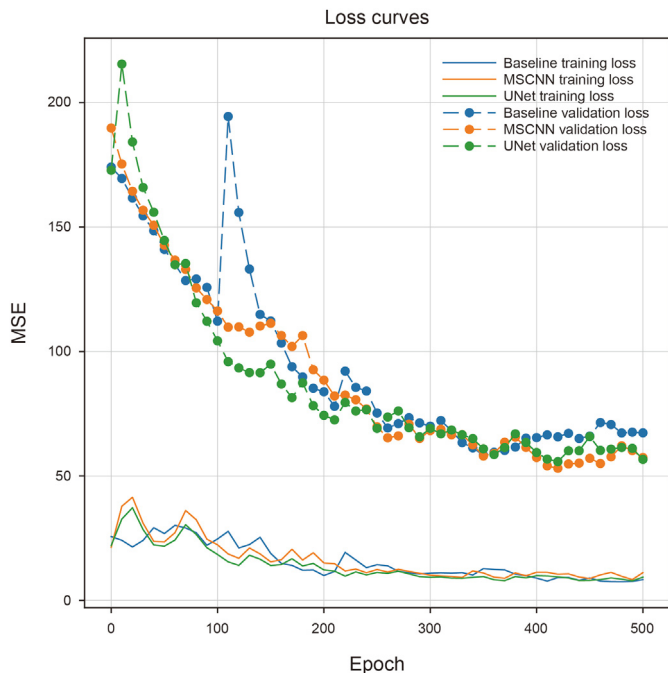 Loss curves
Baseline training loss
MSCNN training loss
UNet training loss
Baseline validation loss
MSCNN validation loss
UNet validation loss
200
150
100
50
0
MSE
0 100 200 300 400 500
Epoch